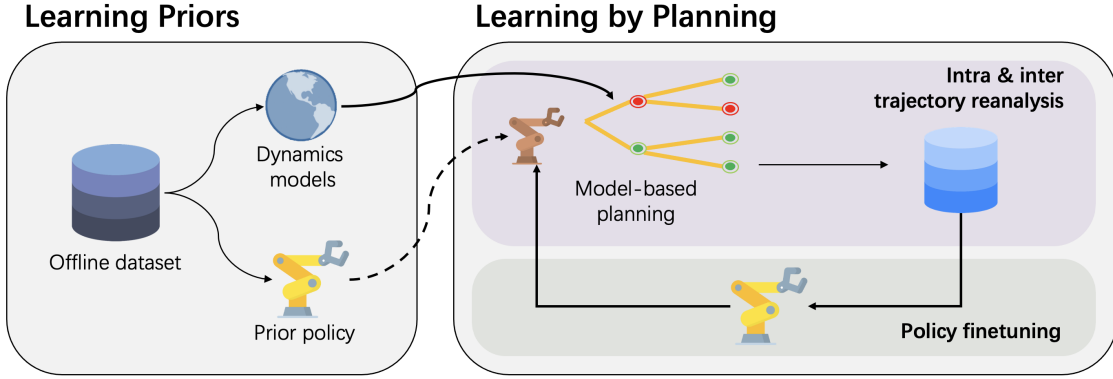 Learning Priors
Learning by Planning
Offline dataset
Dynamics
models
Prior policy
Model-based
planning
Intra & inter
trajectory reanalysis
Policy finetuning